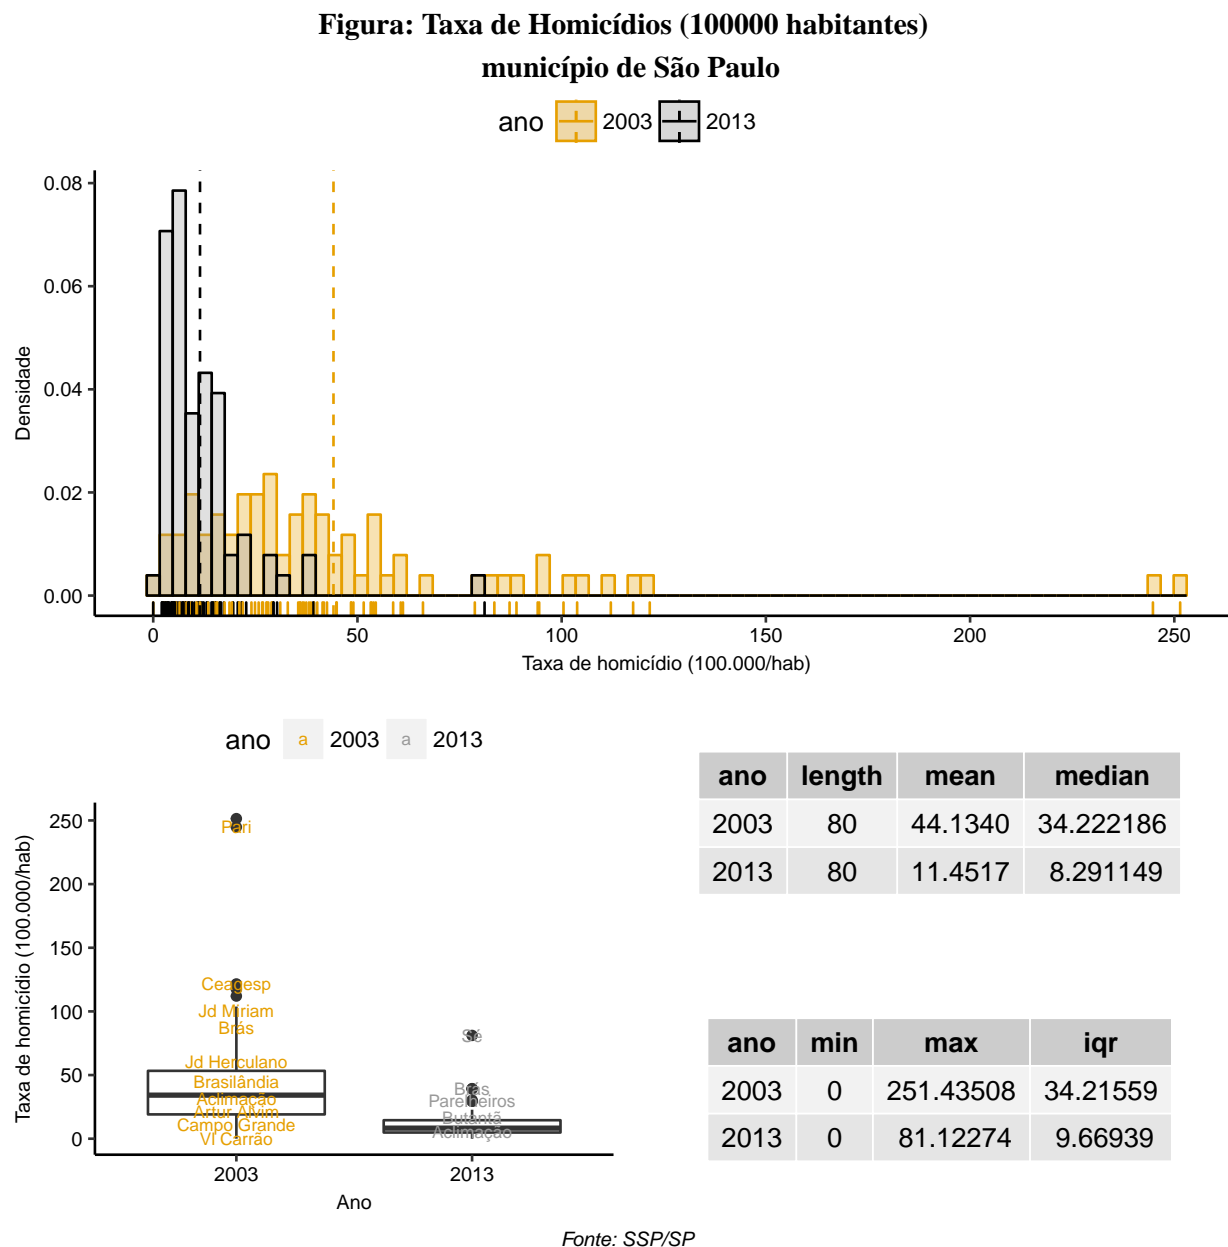 Figura: Taxa de Homicídios (100000 habitantes)
município de São Paulo
ano 2003 2013
0.08
0.06
0.04
0.02
0.00
Densidade
0 50 100 150 200 250
Taxa de homicídio (100.000/hab)
ano a 2003 a 2013
Taxa de homicídio (100.000/hab)
250
200
150
100
50
0
Pari
Ceagesp
Jd Miriam
Brás
Jd Herculano
Brasilândia
Aclimação
Artur Alvim
Campo Grande
Vl Carrão
Sé
Brás
Parelheiros
Butantã
Aclimação
2003 2013
Ano
ano length mean median
2003 80 44.1340 34.222186
2013 80 11.4517 8.291149
ano min max iqr
2003 0 251.43508 34.21559
2013 0 81.12274 9.66939
Fonte: SSP/SP